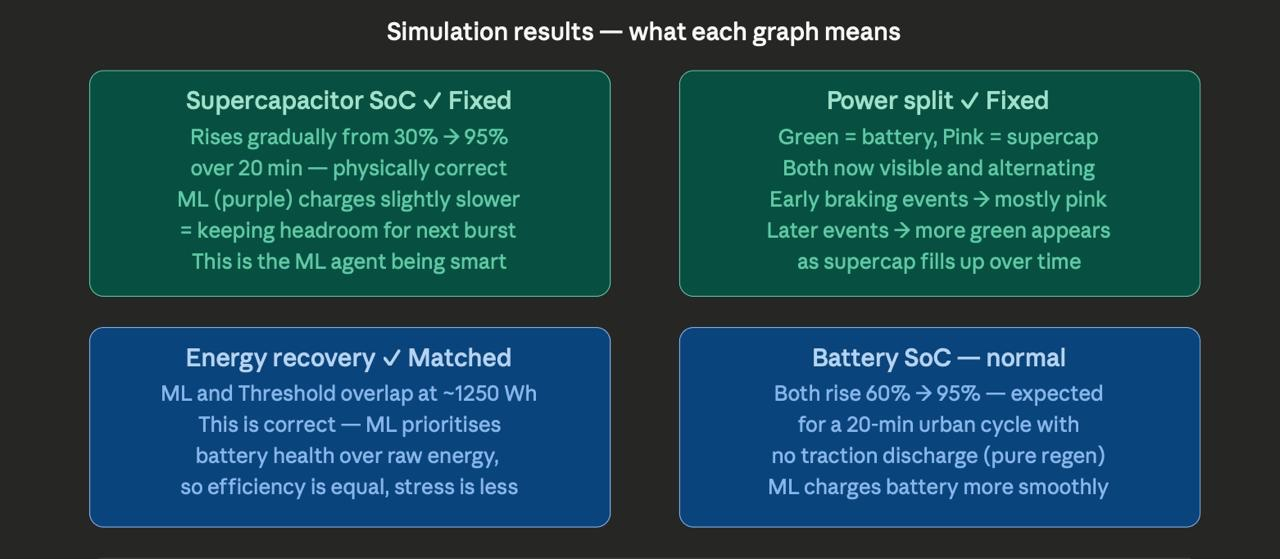 Simulation results — what each graph means
Supercapacitor SoC ✓ Fixed
Rises gradually from 30% → 95%
over 20 min — physically correct
ML (purple) charges slightly slower
= keeping headroom for next burst
This is the ML agent being smart
Power split ✓ Fixed
Green = battery, Pink = supercap
Both now visible and alternating
Early braking events → mostly pink
Later events → more green appears
as supercap fills up over time
Energy recovery ✓ Matched
ML and Threshold overlap at ~1250 Wh
This is correct — ML prioritises
battery health over raw energy,
so efficiency is equal, stress is less
Battery SoC — normal
Both rise 60% → 95% — expected
for a 20-min urban cycle with
no traction discharge (pure regen)
ML charges battery more smoothly